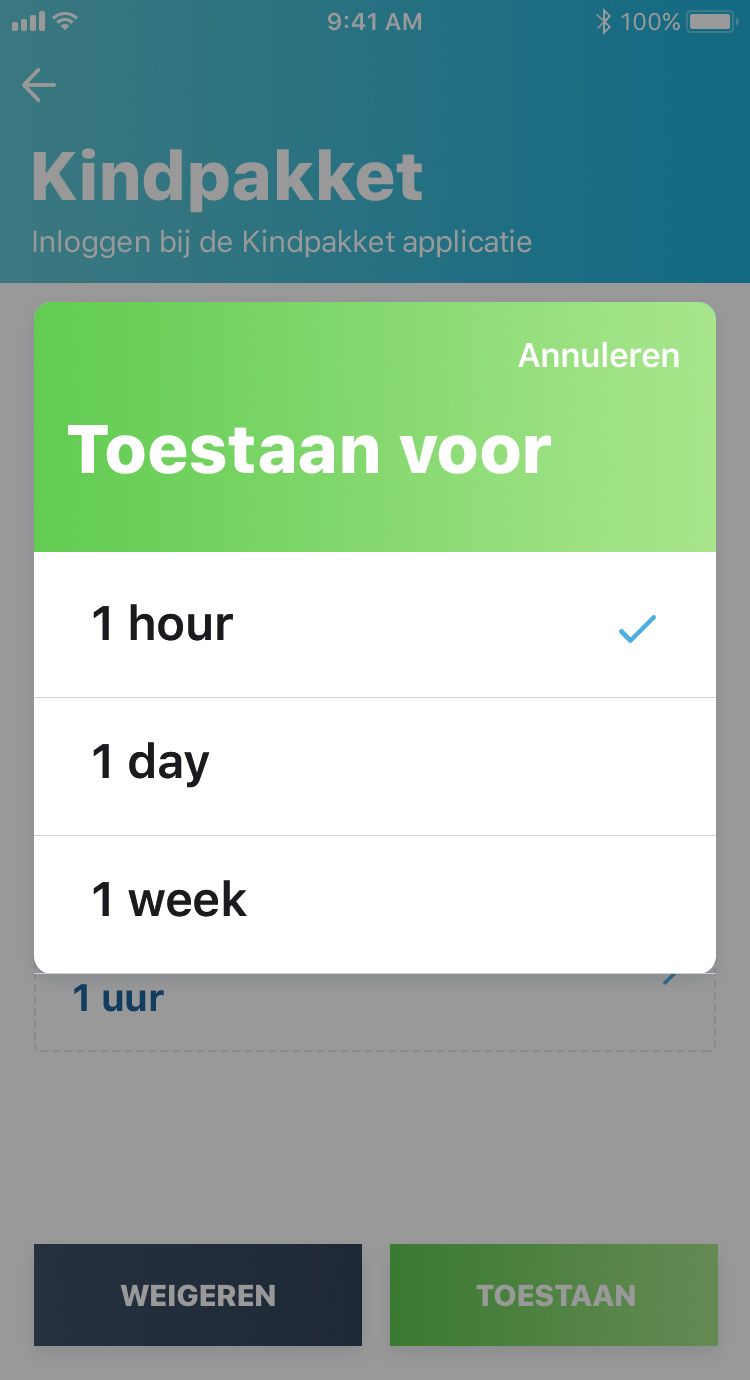 9:41 AM
100%
Kindpakket
Inloggen bij de Kindpakket applicatie
Annuleren
Toestaan voor
1 hour
1 day
1 week
1 uur
WEIGEREN
TOESTAAN